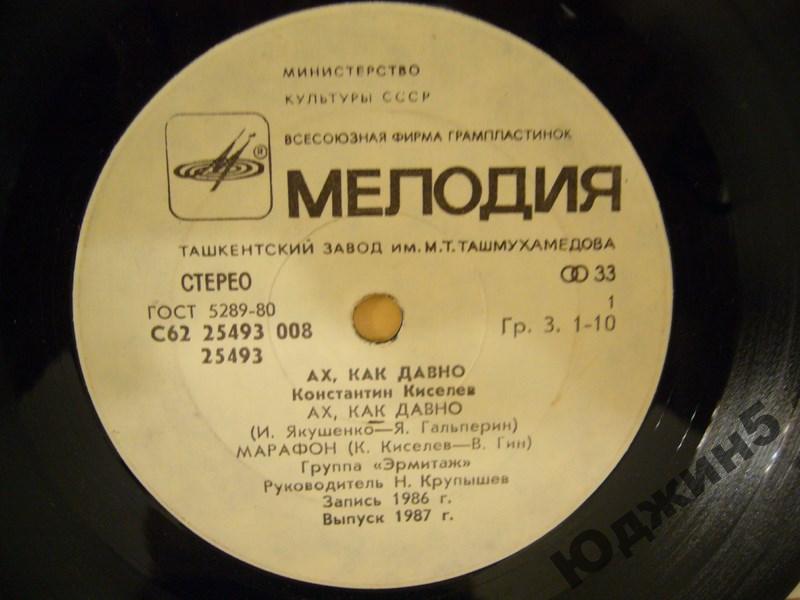 МИНИСТЕРСТВО
КУЛЬТУРЫ СССР
ВСЕСОЮЗНАЯ ФИРМА ГРАМПЛАСТИНОК
®
МЕЛОДИЯ
ТАШКЕНТСКИЙ ЗАВОД ИМ. М.Т. ТАШМУХАМЕДОВА
СТЕРЕО
33
ГОСТ 5289-80
1
С62 25493 008
Гр. 3. 1-10
25493
АХ, КАК ДАВНО
Константин Киселев
АХ, КАК ДАВНО
(И. Якушенко—Я. Гальперин)
МАРАФОН (К. Киселев—В. Гин)
Группа «Эрмитаж»
Руководитель Н. Крупышев
Запись 1986 г.
Выпуск 1987 г.
Юджин5